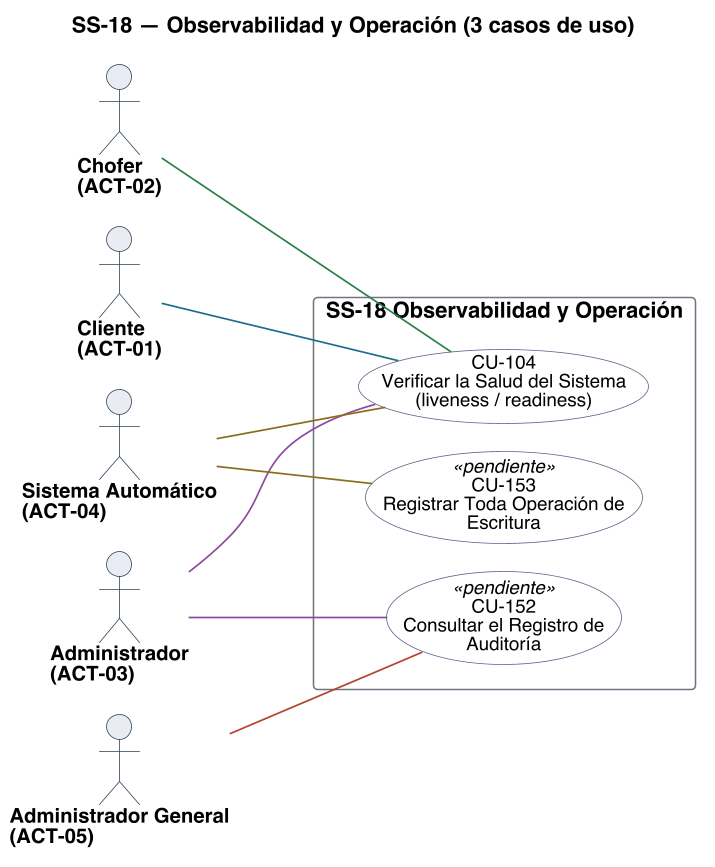 SS-18 — Observabilidad y Operación (3 casos de uso)
Chofer
(ACT-02)
Cliente
(ACT-01)
Sistema Automático
(ACT-04)
Administrador
(ACT-03)
Administrador General
(ACT-05)
SS-18 Observabilidad y Operación
CU-104
Verificar la Salud del Sistema
(liveness / readiness)
«pendiente»
CU-153
Registrar Toda Operación de
Escritura
«pendiente»
CU-152
Consultar el Registro de
Auditoría